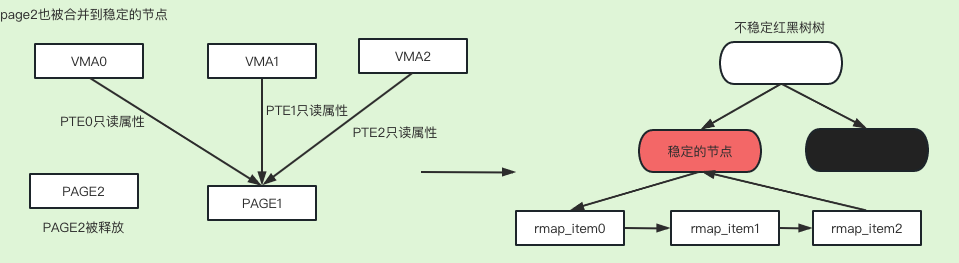 page2也被合并到稳定的节点
不稳定红黑树树
VMA0
VMA1
VMA2
PTE0只读属性
PTE1只读属性
PTE2只读属性
稳定的节点
PAGE2
PAGE1
PAGE2被释放
rmap_item0
rmap_item1
rmap_item2